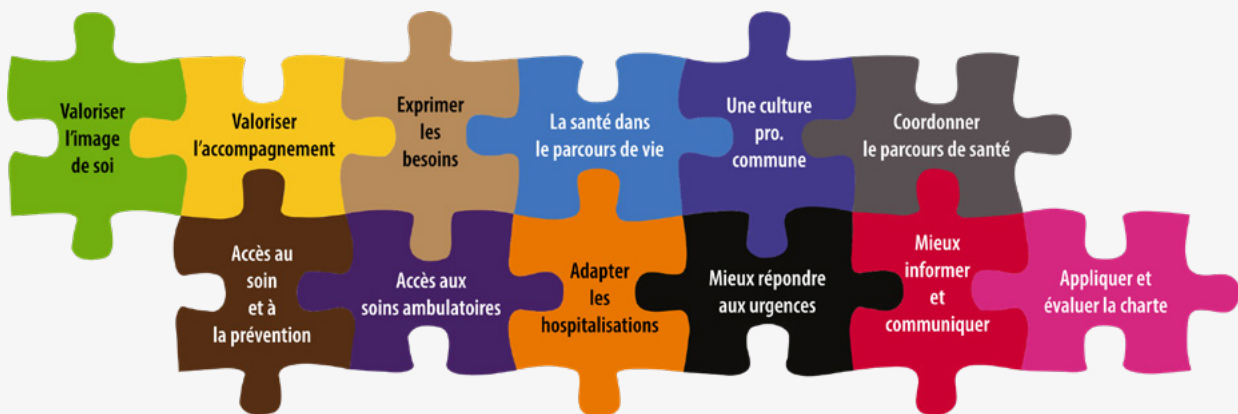 Valoriser
l'image
de soi
Valoriser
l'accompagnement
Exprimer
les
besoins
La santé dans
le parcours de vie
Une culture
pro.
commune
Coordonner
le parcours de santé
Accès au
soin
et à
la prévention
Accès aux
soins ambulatoires
Adapter
les
hospitalisations
Mieux répondre
aux urgences
Mieux
informer
et
communiquer
Appliquer et
évaluer la charte